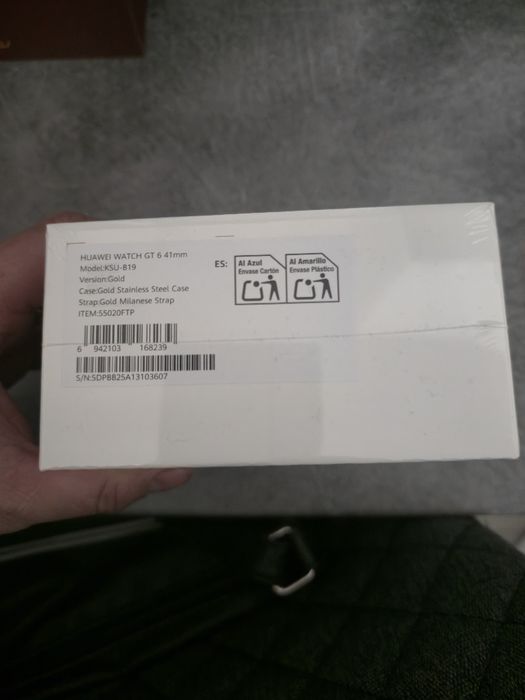 HUAWEI WATCH GT 6 41mm
Model:KSU-B19
Version:Gold
Case:Gold Stainless Steel Case
Strap:Gold Milanese Strap
ITEM:55020FTP
6 942103 168239
S/N:SDPBB25A13103607
ES:
Al Azul
Envase Cartón
Al Amarillo
Envase Plástico